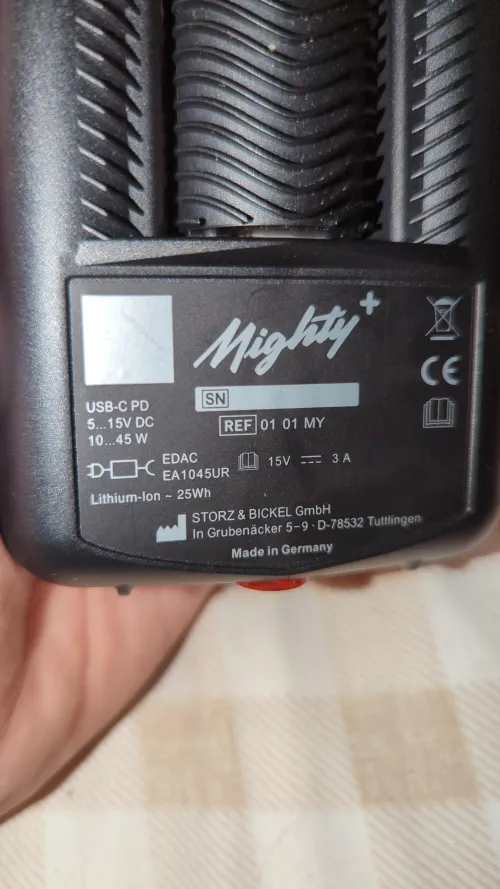 Mighty+
SN
USB-C PD
5...15V DC
10...45 W
REF 01 01 MY
EDAC
EA1045UR
15V ⎓ 3 A
Lithium-Ion ~ 25Wh
STORZ & BICKEL GmbH
In Grubenäcker 5–9 · D-78532 Tuttlingen
Made in Germany
CE